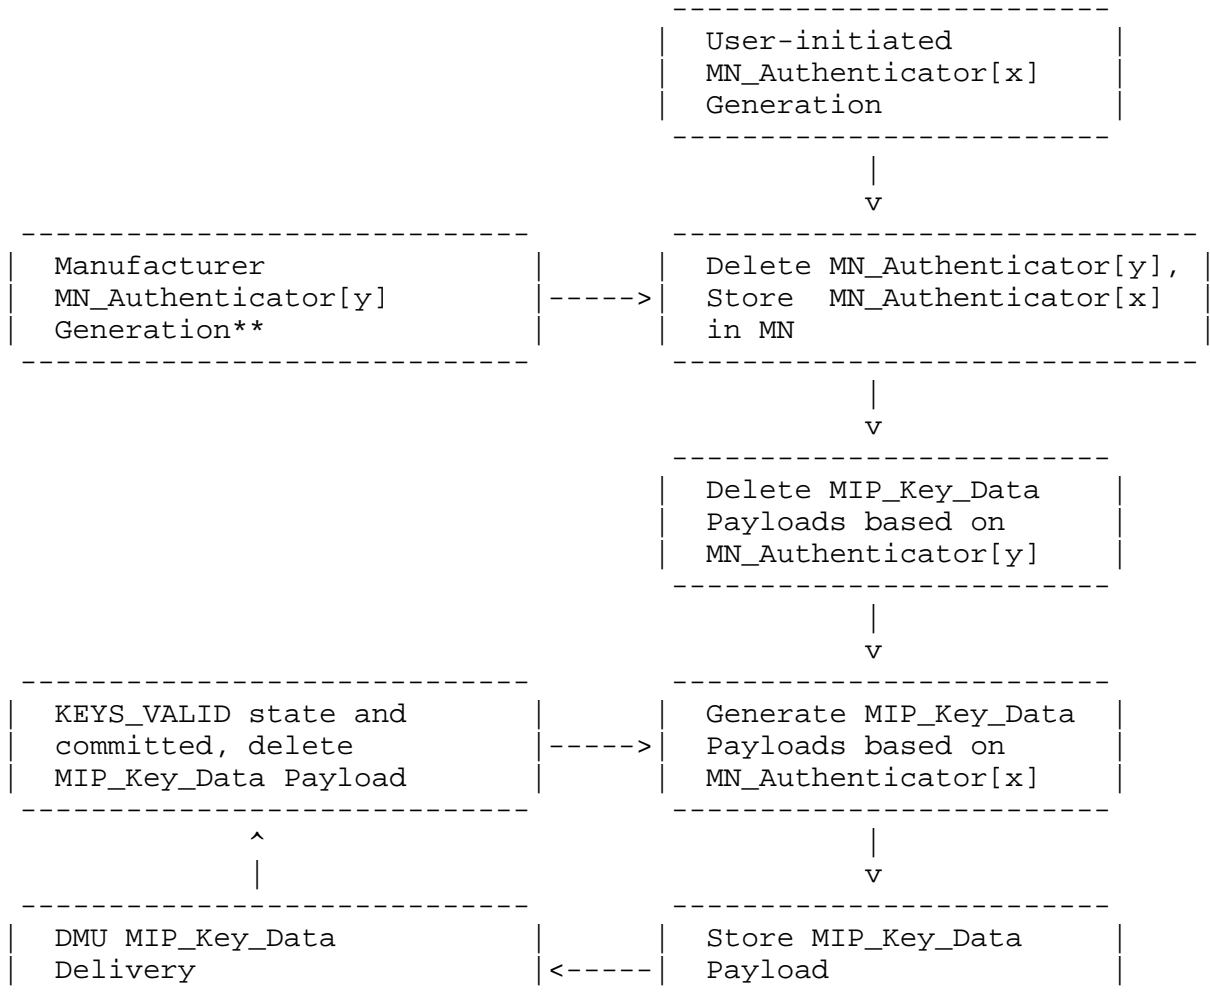 User-initiated
MN_Authenticator[x]
Generation
Manufacturer
MN_Authenticator[y]
Generation**
Delete MN_Authenticator[y],
Store  MN_Authenticator[x]
in MN
Delete MIP_Key_Data
Payloads based on
MN_Authenticator[y]
KEYS_VALID state and
committed, delete
MIP_Key_Data Payload
Generate MIP_Key_Data
Payloads based on
MN_Authenticator[x]
DMU MIP_Key_Data
Delivery
Store MIP_Key_Data
Payload